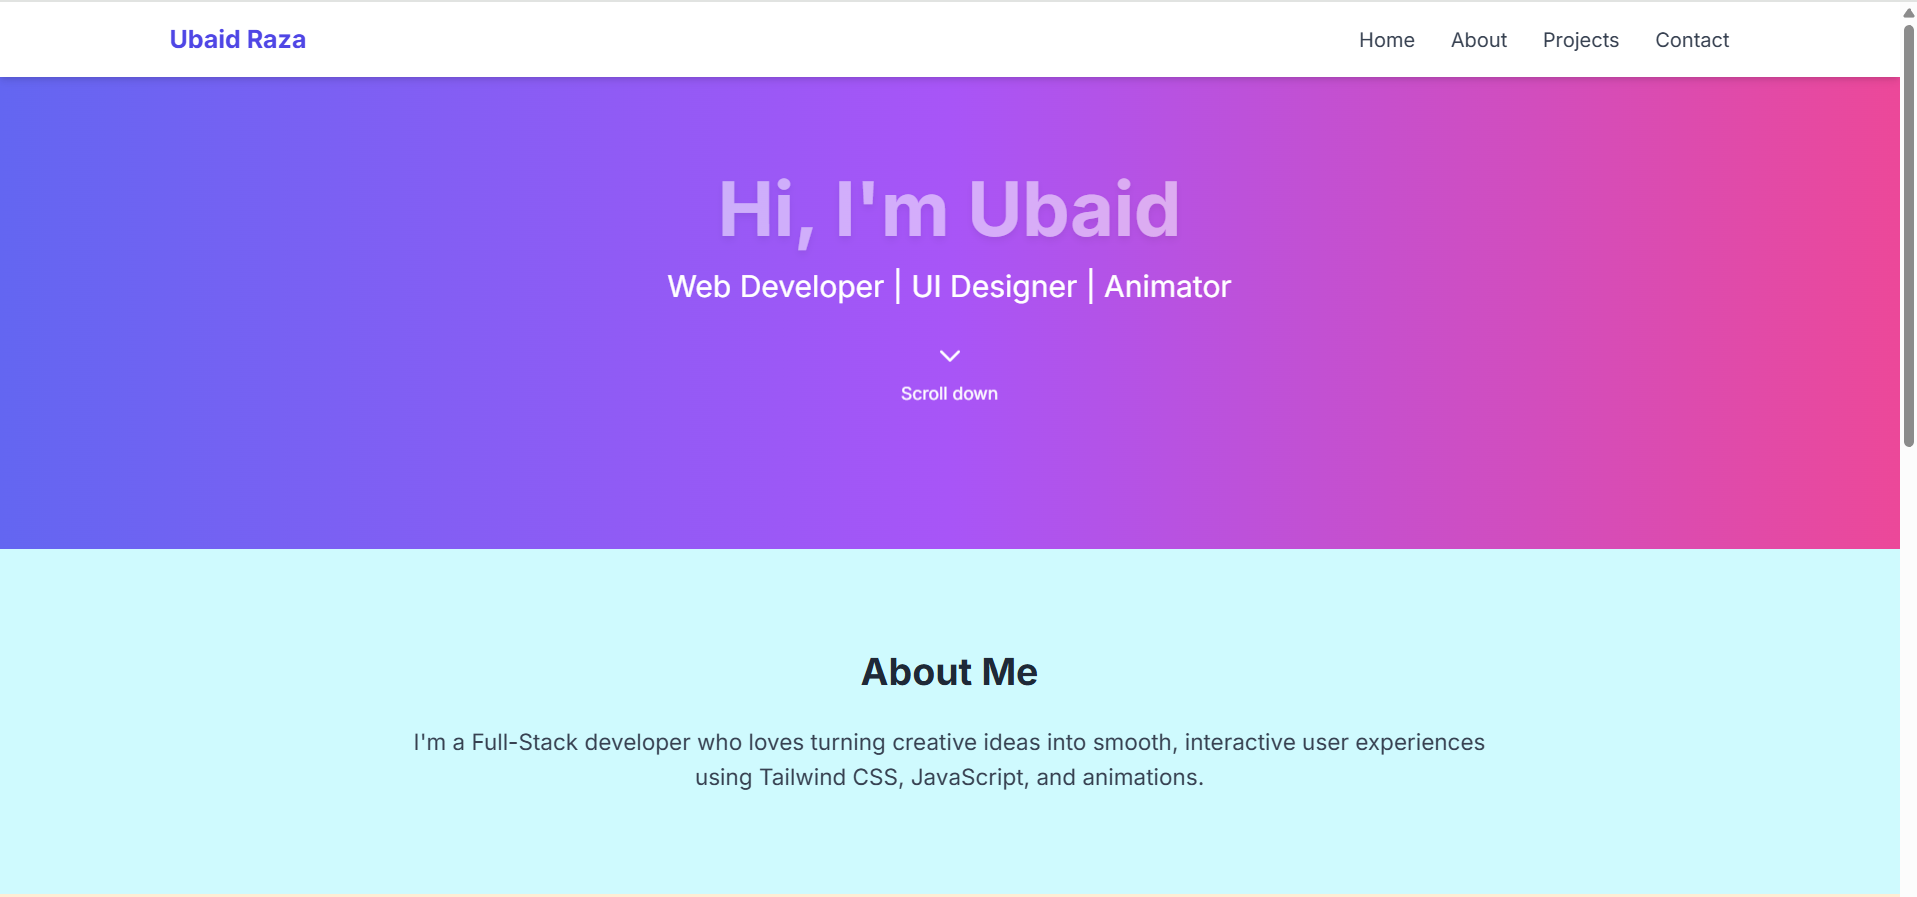 Ubaid Raza
Home About Projects Contact
Hi, I'm Ubaid
Web Developer | UI Designer | Animator
Scroll down
About Me
I'm a Full-Stack developer who loves turning creative ideas into smooth, interactive user experiences
using Tailwind CSS, JavaScript, and animations.